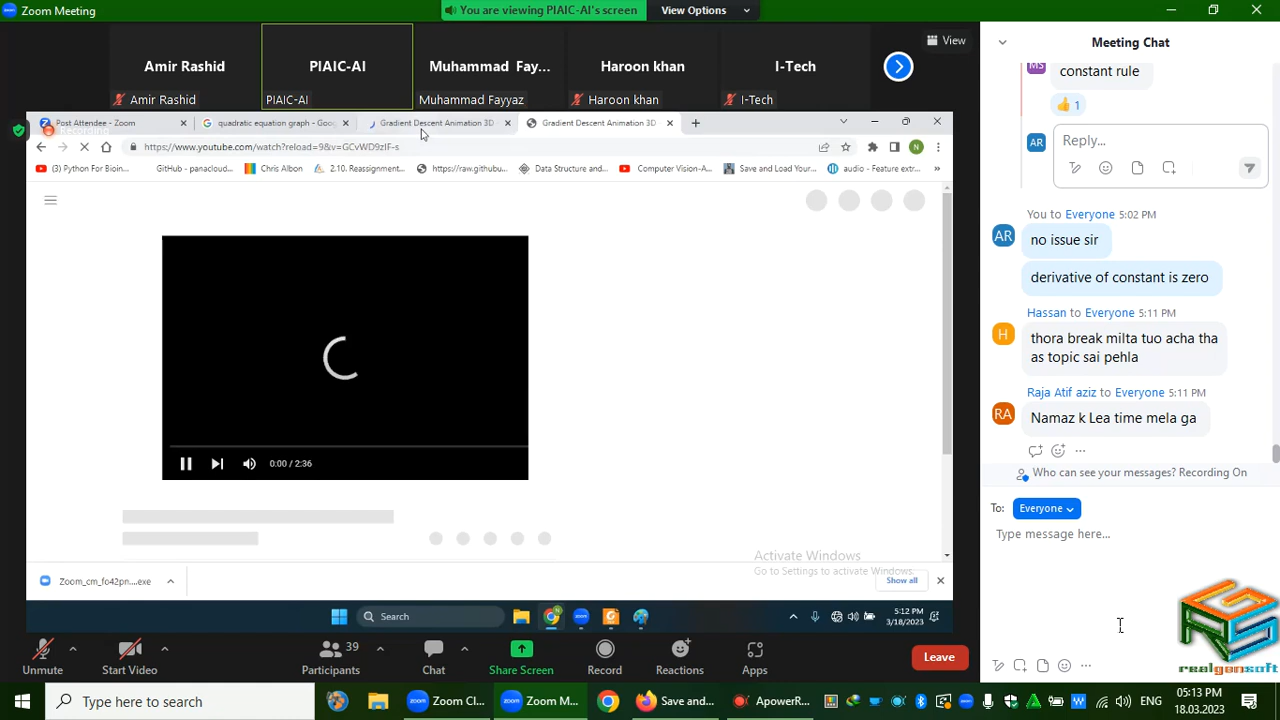 Zoom Meeting
You are viewing PIAIC-AI's screen
View Options
Amir Rashid
PIAIC-AI
Muhammad Fay...
Haroon khan
I-Tech
View
Amir Rashid
PIAIC-AI
Muhammad Fayyaz
Haroon khan
I-Tech
Recording
Post Attendee - Zoom
quadratic equation graph - Goo
Gradient Descent Animation 3D
Gradient Descent Animation 3D
https://www.youtube.com/watch?reload=9&v=GCvWD9zIF-s
(3) Python For Bioin...
GitHub - panacloud...
Chris Albon
2.10. Reassignment...
https://raw.githubu...
Data Structure and...
Computer Vision-A...
Save and Load Your...
audio - Feature extr...
0:00 / 2:36
Activate Windows
Go to Settings to activate Windows.
Zoom_cm_fo42pn....exe
Show all
Search
5:12 PM
3/18/2023
Meeting Chat
MS
constant rule
👍 1
AR
Reply...
You to Everyone 5:02 PM
AR
no issue sir
derivative of constant is zero
Hassan to Everyone 5:11 PM
H
thora break milta tuo acha tha
as topic sai pehla
Raja Atif aziz to Everyone 5:11 PM
RA
Namaz k Lea time mela ga
Who can see your messages? Recording On
To: Everyone
Type message here...
realgunsoft
Unmute
Start Video
39
Participants
Chat
Share Screen
Record
Reactions
Apps
Leave
Type here to search
Zoom Cl...
Zoom M...
Save and...
ApowerR...
ENG
05:13 PM
18.03.2023